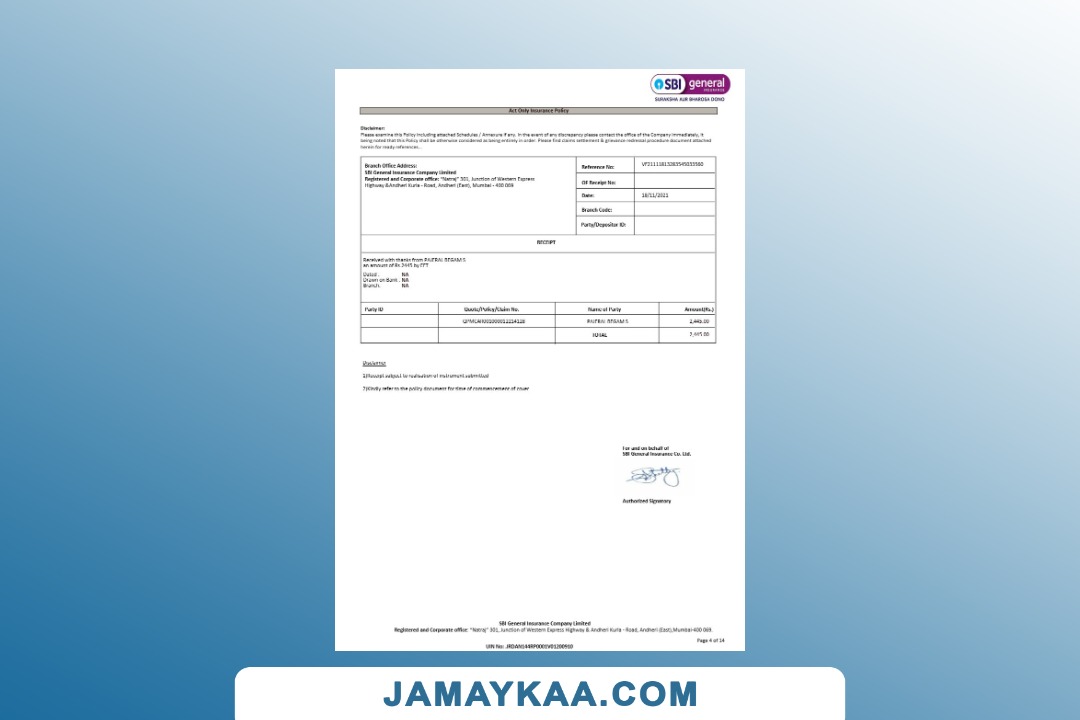 SBI general
INSURANCE
SURAKSHA AUR BHAROSA DONO
Act Only Insurance Policy
Disclaimer:
Please examine this Policy including attached Schedules / Annexure if any. In the event of any discrepancy please contact the office of the Company immediately, it
being noted that this Policy shall be otherwise considered as being entirely in order. Please find claims settlement & grievance redressal procedure document attached
herein for ready references..
Branch Office Address:
SBI General Insurance Company Limited
Registered and Corporate office: "Natraj" 301, Junction of Western Express
Highway &Andheri Kurla - Road, Andheri (East), Mumbai - 400 069
Reference No:
OF Receipt No:
Date: 18/11/2021
Branch Code:
Party/Depositor ID:
RECEIPT
Received with thanks from BEGAM S
an amount of Rs 2445 by EFT
Dated : NA
Drawn on Bank : NA
Branch: NA
Party ID Quote/Policy/Claim No. Name of Party Amount(Rs.)
BEGAM S 2,445.00
TOTAL 2,445.00
1)Receipt subject to realisation of instrument submitted
2)Kindly refer to the policy document for time of commencement of cover
For and on behalf of
SBI General Insurance Co. Ltd.
Authorized Signatory
SBI General Insurance Company Limited
Registered and Corporate office: "Natraj" 301, Junction of Western Express Highway & Andheri Kurla - Road, Andheri (East),Mumbai-400 069.
Page 4 of 14
UIN No: JRDAN144RP0001V01200910
JAMAYKAA.COM